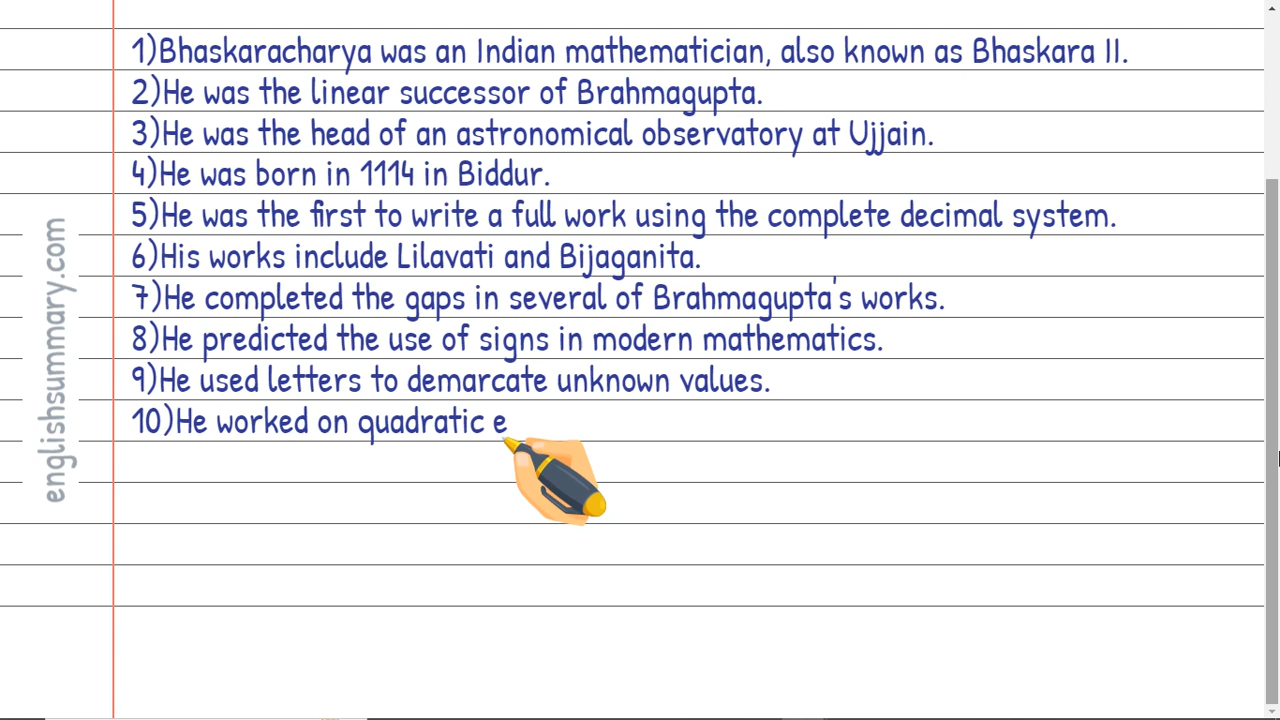 1)Bhaskaracharya was an Indian mathematician, also known as Bhaskara II.
2)He was the linear successor of Brahmagupta.
3)He was the head of an astronomical observatory at Ujjain.
4)He was born in 1114 in Biddur.
5)He was the first to write a full work using the complete decimal system.
6)His works include Lilavati and Bijaganita.
7)He completed the gaps in several of Brahmagupta's works.
8)He predicted the use of signs in modern mathematics.
9)He used letters to demarcate unknown values.
10)He worked on quadratic e
englishsummary.com